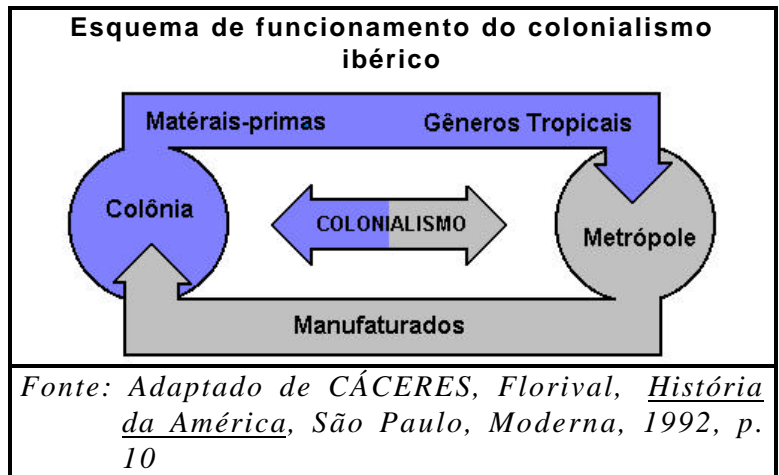 Esquema de funcionamento do colonialismo
ibérico
Matérais-primas Gêneros Tropicais
Colônia
COLONIALISMO
Metrópole
Manufaturados
Fonte: Adaptado de CÁCERES, Florival, História
da América, São Paulo, Moderna, 1992, p.
10